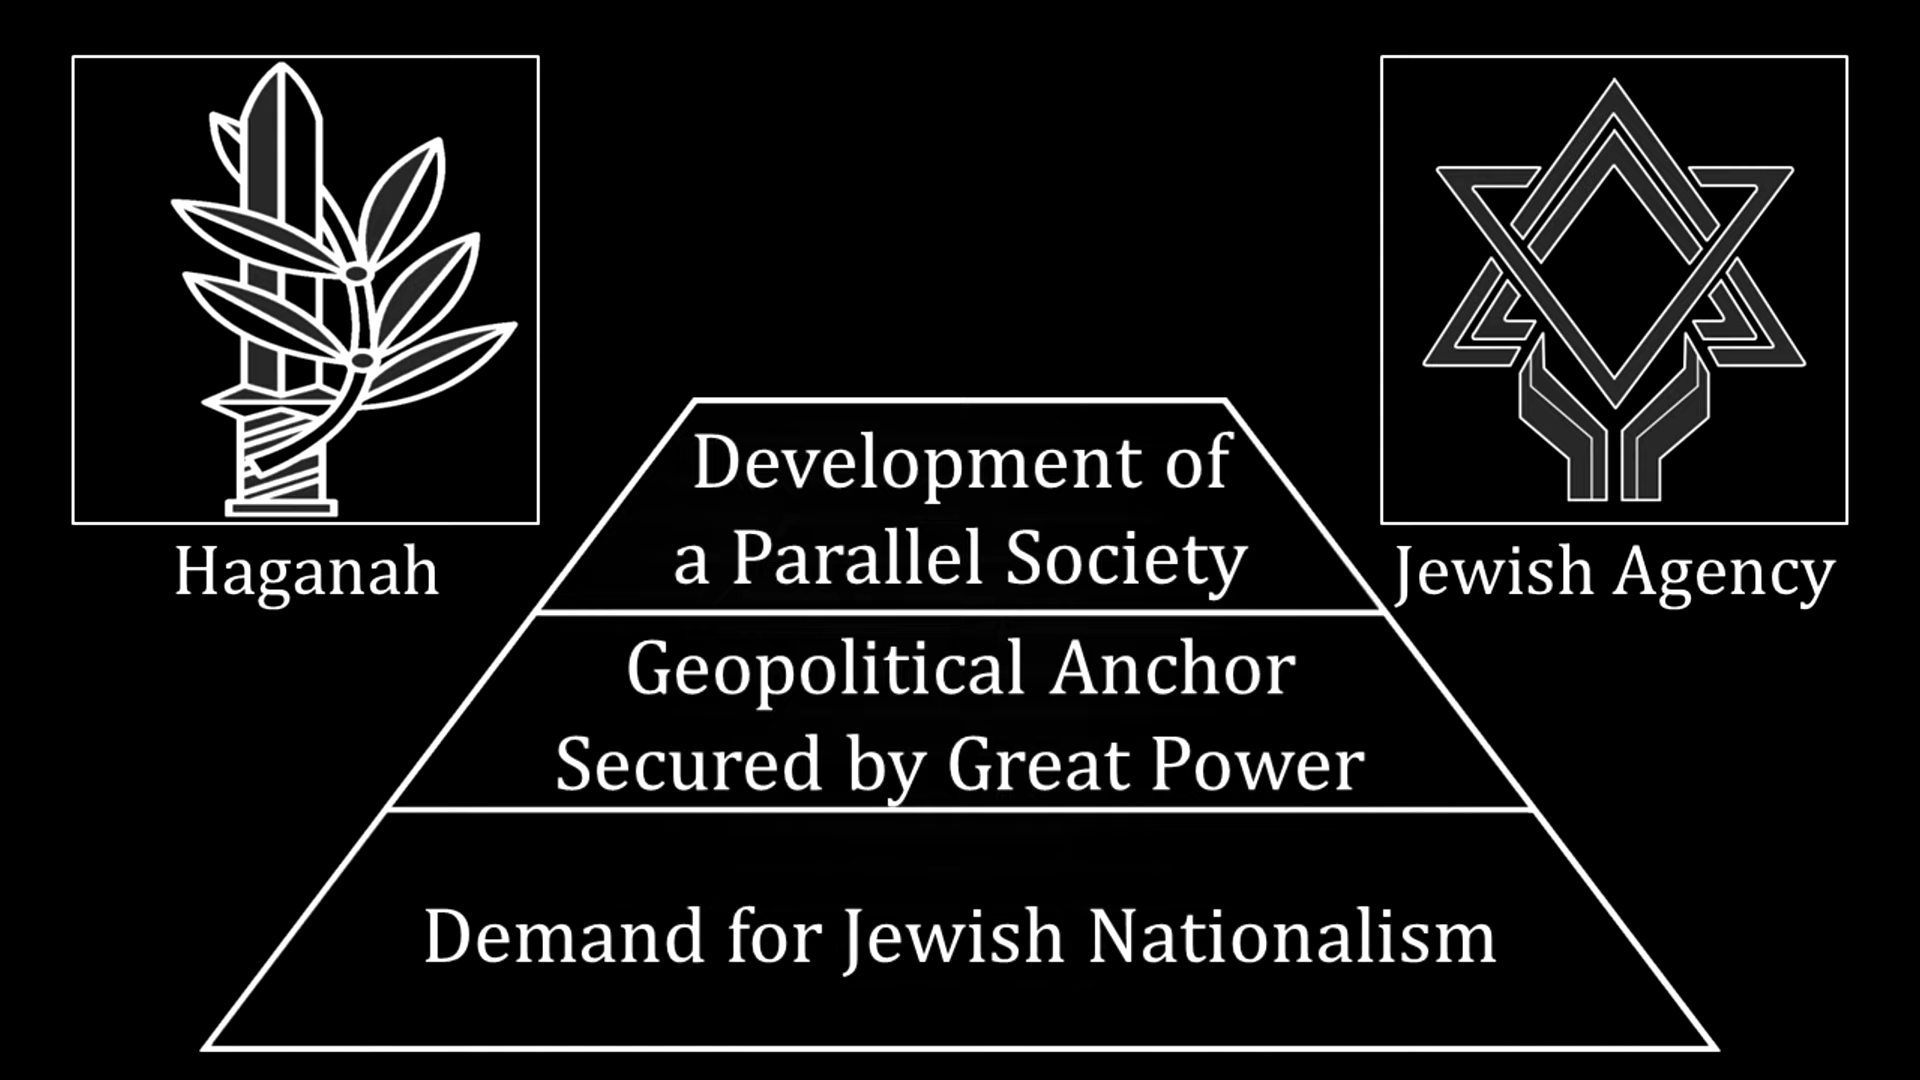 Haganah
Jewish Agency
Development of
a Parallel Society
Geopolitical Anchor
Secured by Great Power
Demand for Jewish Nationalism